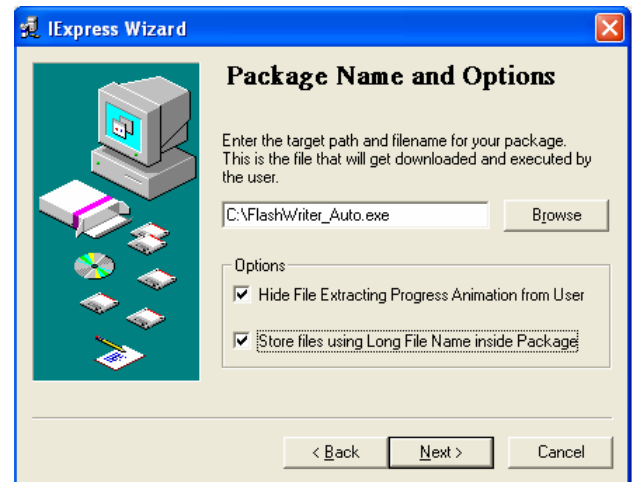 IExpress Wizard
Package Name and Options
Enter the target path and filename for your package.
This is the file that will get downloaded and executed by
the user.
C:\FlashWriter_Auto.exe
Browse
Options
Hide File Extracting Progress Animation from User
Store files using Long File Name inside Package
< Back
Next >
Cancel